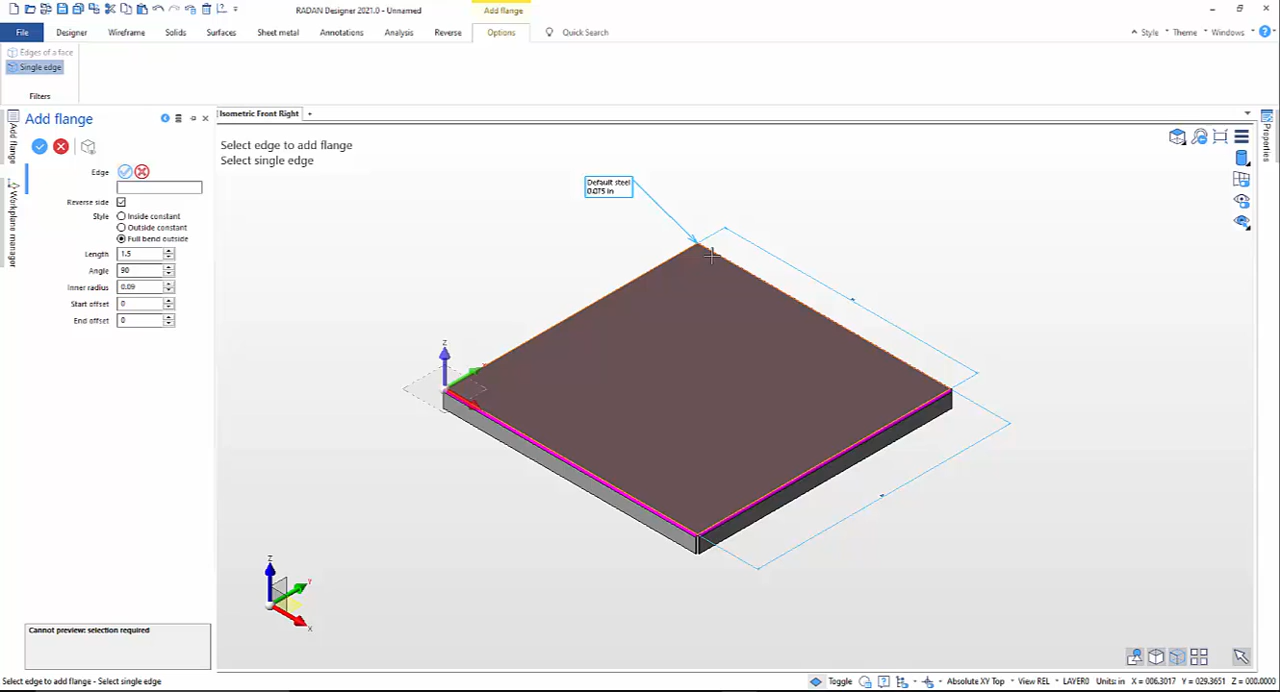 RADAN Designer 2021.0 - Unnamed
Add flange
File Designer Wireframe Solids Surfaces Sheet metal Annotations Analysis Reverse Options Quick Search Style Theme Windows
Edges of a face
Single edge
Filters
Add flange
Isometric Front Right
Add flange
Workplane manager
Properties
Select edge to add flange
Select single edge
Edge
Reverse side
Style Inside constant
Outside constant
Full bend outside
Length 1.5
Angle 90
Inner radius 0.09
Start offset 0
End offset 0
Default steel
0.075 in
Z
Z
Y
X
Cannot preview: selection required
Select edge to add flange - Select single edge
Toggle Absolute XY Top View REL LAYER0 Units: in X = 006.3017 Y = 029.3651 Z = 000.0000